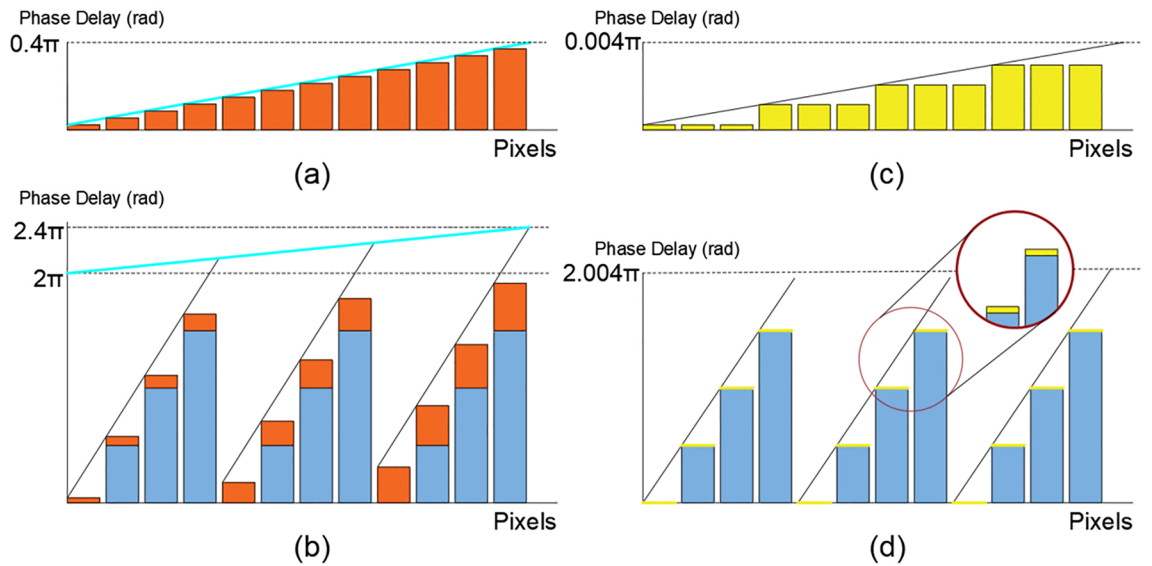 Phase Delay (rad)
0.4π
Pixels
(a)
Phase Delay (rad)
0.004π
Pixels
(c)
Phase Delay (rad)
2.4π
2π
Pixels
(b)
Phase Delay (rad)
2.004π
Pixels
(d)